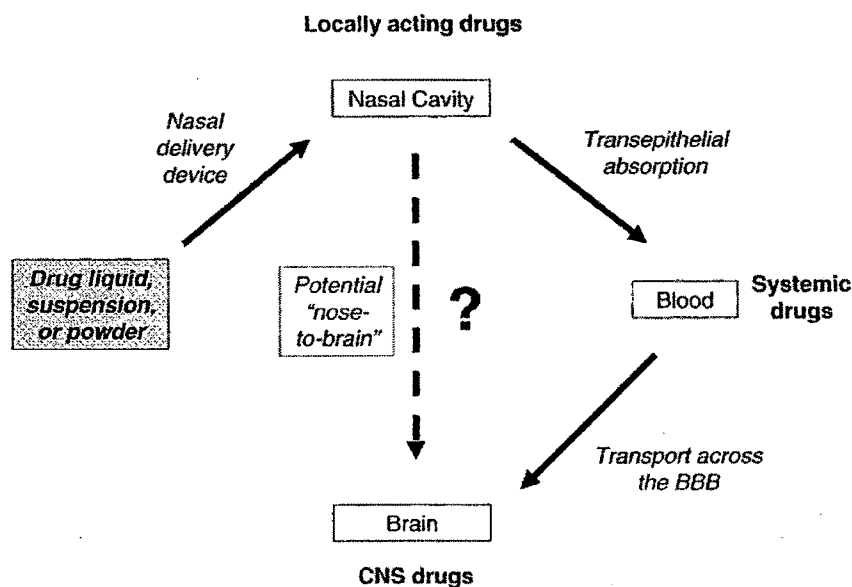 Locally acting drugs
Nasal Cavity
Nasal
delivery
device
Transepithelial
absorption
Drug liquid,
suspension,
or powder
Potential
"nose-
to-brain"
?
Blood
Systemic
drugs
Transport across
the BBB
Brain
CNS drugs